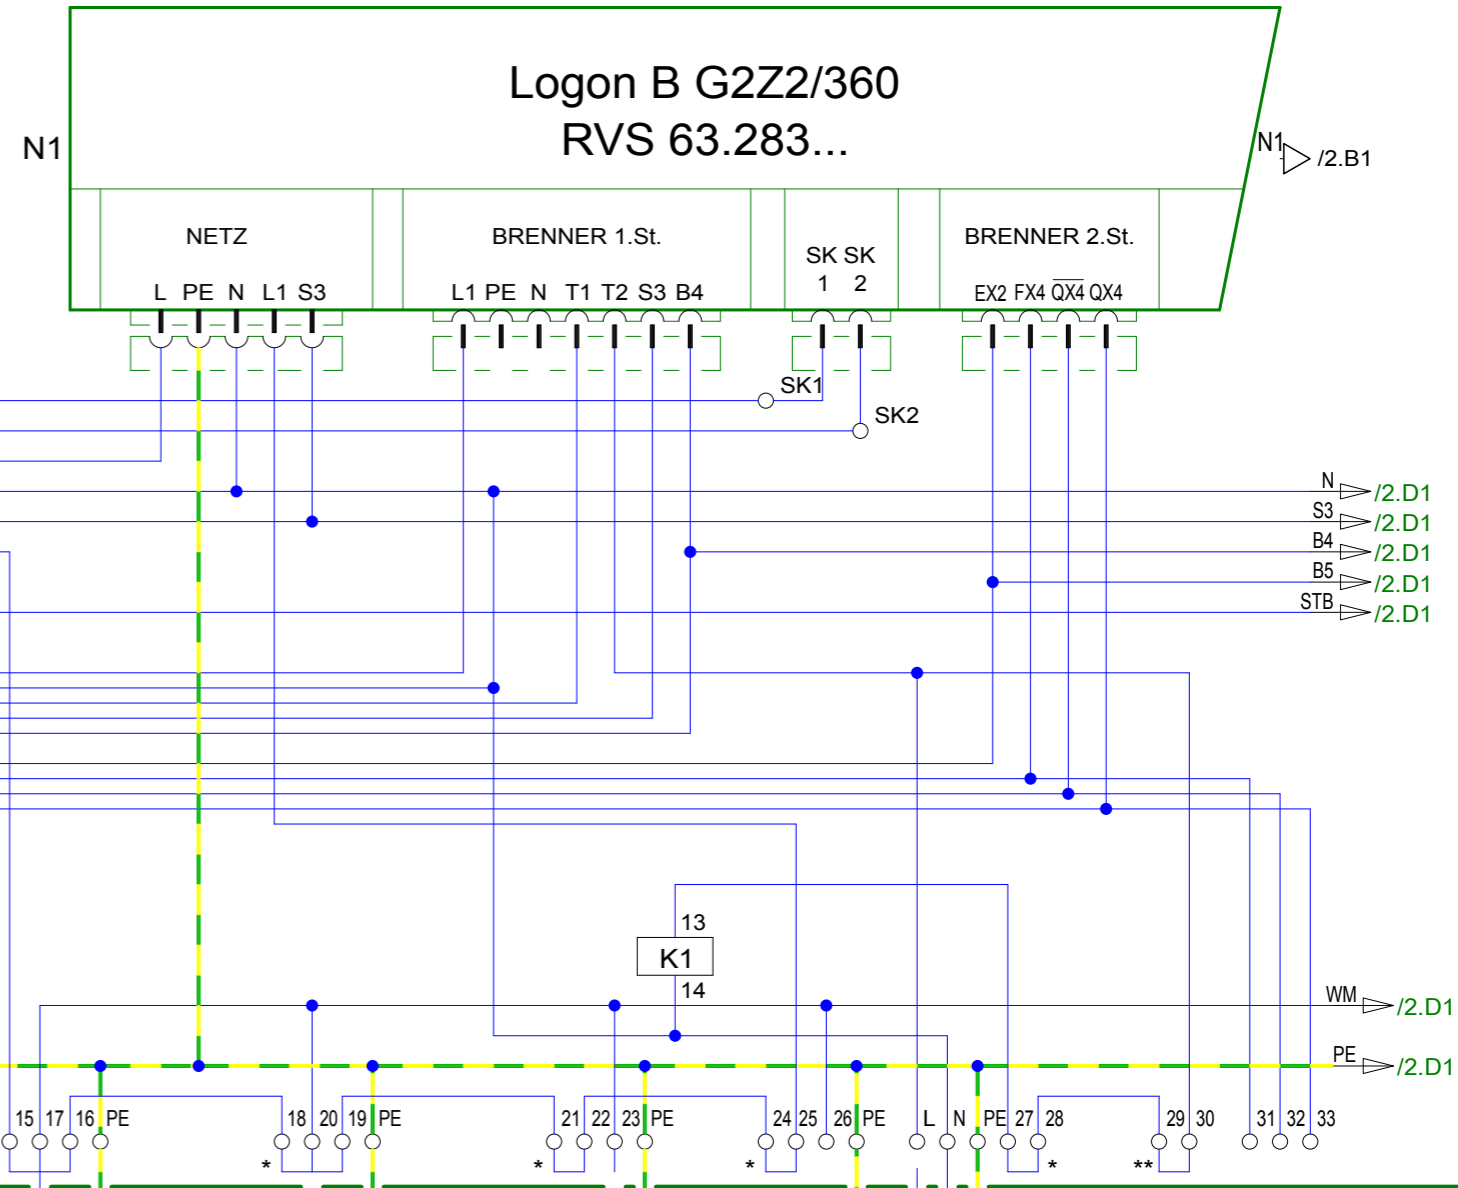 Logon B G2Z2/360
RVS 63.283...
N1
N1 /2.B1
NETZ BRENNER 1.St. SK SK BRENNER 2.St.
1 2
L PE N L1 S3 L1 PE N T1 T2 S3 B4 EX2 FX4 QX4 QX4
SK1
SK2
N /2.D1
S3 /2.D1
B4 /2.D1
B5 /2.D1
STB /2.D1
13
K1
14
WM /2.D1
PE /2.D1
15 17 16 PE 18 20 19 PE 21 22 23 PE 24 25 26 PE L N PE 27 28 29 30 31 32 33
* * * * **